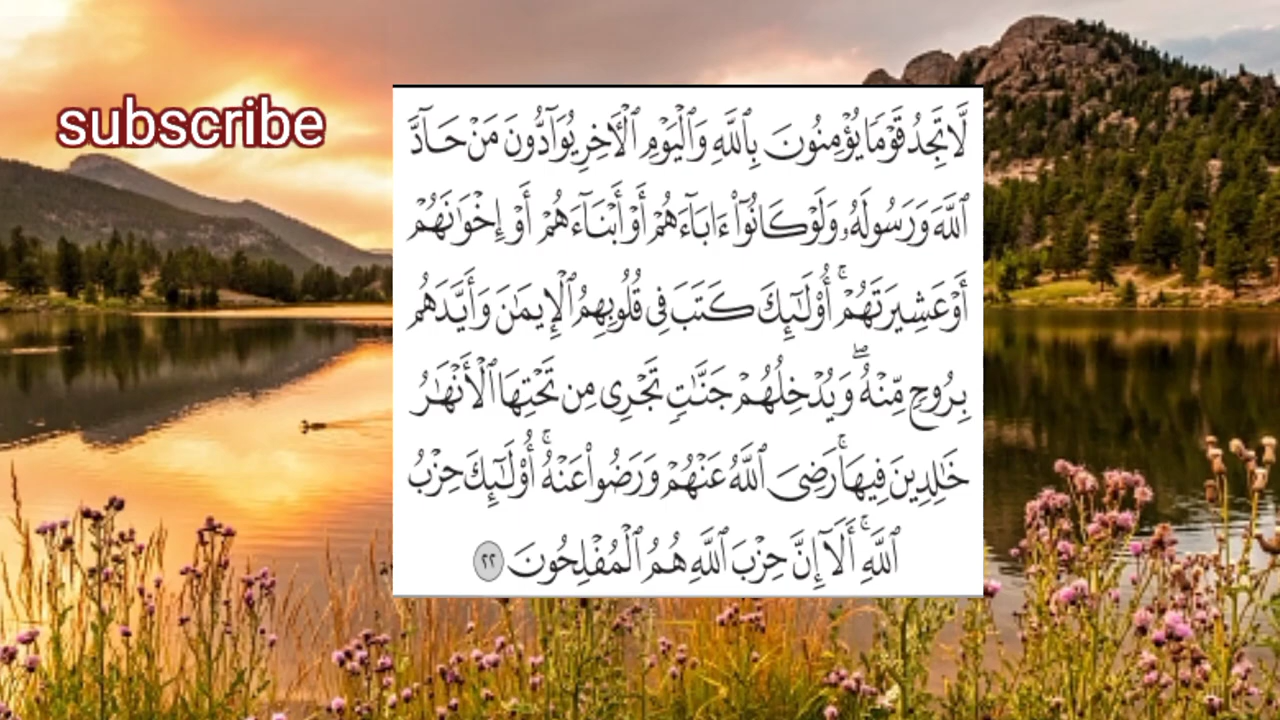 subscribe
لَّا تَجِدُ قَوْمًا يُؤْمِنُونَ بِٱللَّهِ وَٱلْيَوْمِ ٱلْأٓخِرِ يُوَآدُّونَ مَنْ حَآدَّ
ٱللَّهَ وَرَسُولَهُۥ وَلَوْ كَانُوٓا۟ ءَابَآءَهُمْ أَوْ أَبْنَآءَهُمْ أَوْ إِخْوَٰنَهُمْ
أَوْ عَشِيرَتَهُمْ ۚ أُو۟لَٰٓئِكَ كَتَبَ فِى قُلُوبِهِمُ ٱلْإِيمَٰنَ وَأَيَّدَهُم
بِرُوحٍ مِّنْهُ ۖ وَيُدْخِلُهُمْ جَنَّٰتٍ تَجْرِى مِن تَحْتِهَا ٱلْأَنْهَٰرُ
خَٰلِدِينَ فِيهَا ۚ رَضِىَ ٱللَّهُ عَنْهُمْ وَرَضُوا۟ عَنْهُ ۚ أُو۟لَٰٓئِكَ حِزْبُ
ٱللَّهِ ۚ أَلَآ إِنَّ حِزْبَ ٱللَّهِ هُمُ ٱلْمُفْلِحُونَ ٢٢